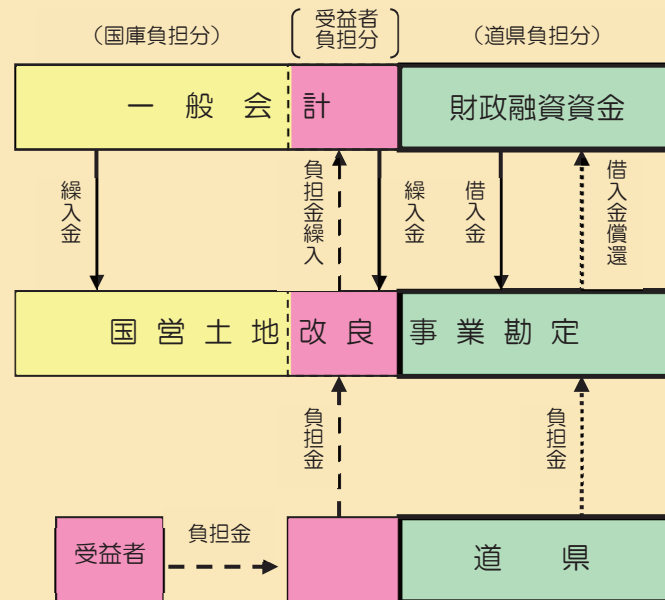 （国庫負担分）
受益者
負担分
（道県負担分）
一般会計
財政融資資金
繰入金
負担金繰入
繰入金
借入金
借入金償還
国営土地改良事業勘定
負担金
負担金
受益者
負担金
道県